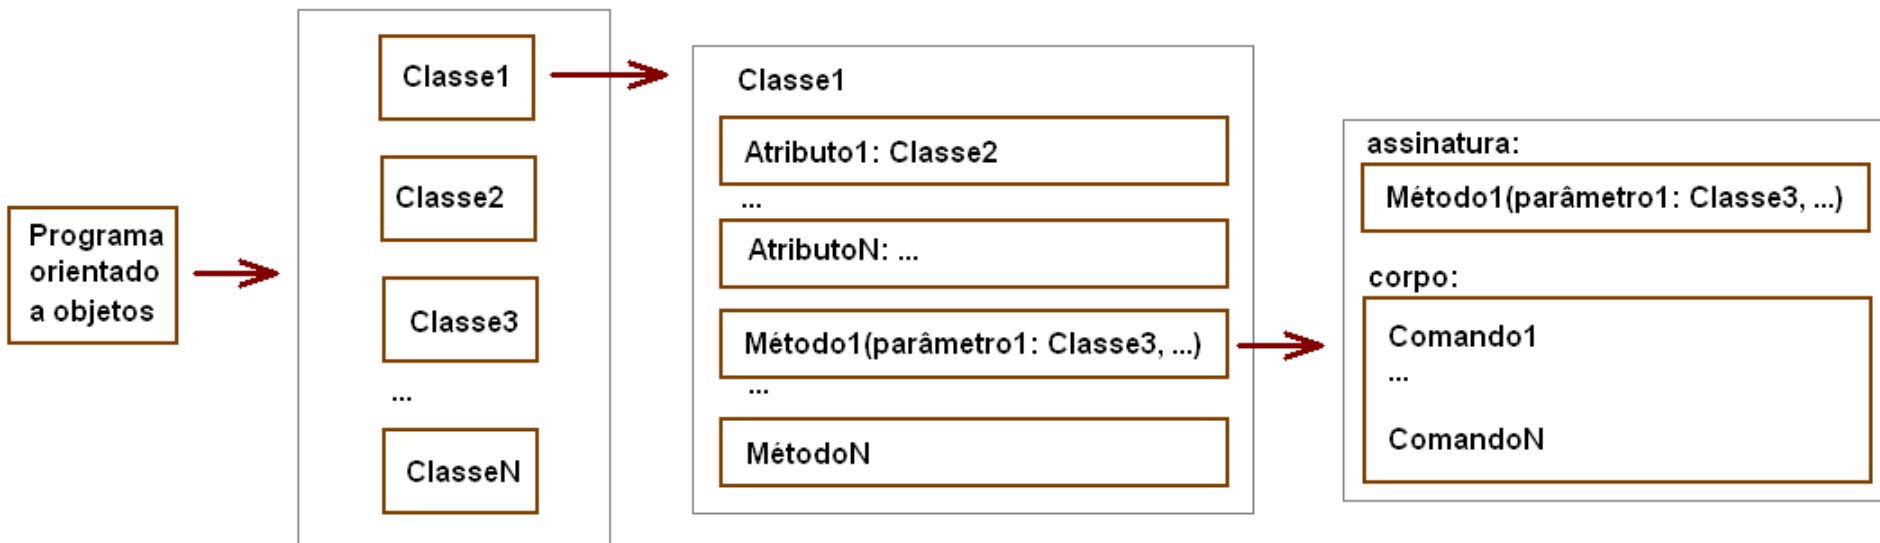 Programa
orientado
a objetos
Classe1
Classe2
Classe3
...
ClasseN
Classe1
Atributo1: Classe2
...
AtributoN: ...
Método1(parâmetro1: Classe3, ...)
...
MétodoN
assinatura:
Método1(parâmetro1: Classe3, ...)
corpo:
Comando1
...
ComandoN